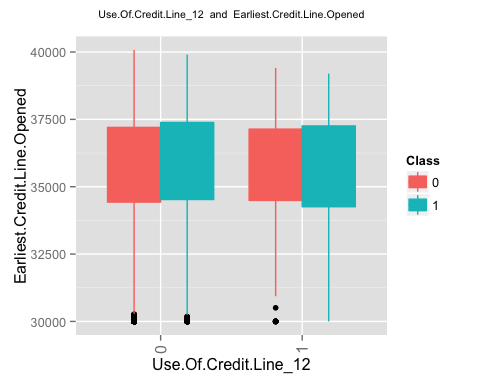 Use.Of.Credit.Line_12 and Earliest.Credit.Line.Opened
Earliest.Credit.Line.Opened
40000
37500
35000
32500
30000
0
1
Use.Of.Credit.Line_12
Class
0
1